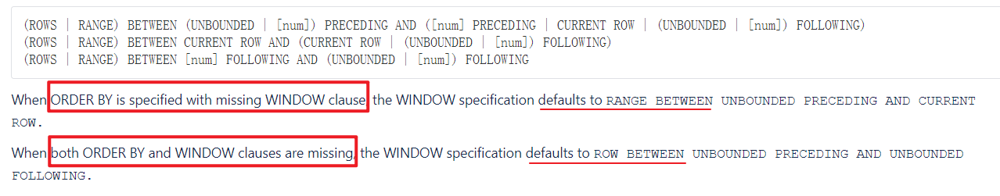 (ROWS | RANGE) BETWEEN (UNBOUNDED | [num]) PRECEDING AND ([num] PRECEDING | CURRENT ROW | (UNBOUNDED | [num]) FOLLOWING)
(ROWS | RANGE) BETWEEN CURRENT ROW AND (CURRENT ROW | (UNBOUNDED | [num]) FOLLOWING)
(ROWS | RANGE) BETWEEN [num] FOLLOWING AND (UNBOUNDED | [num]) FOLLOWING
When ORDER BY is specified with missing WINDOW clause, the WINDOW specification defaults to RANGE BETWEEN UNBOUNDED PRECEDING AND CURRENT
ROW.
When both ORDER BY and WINDOW clauses are missing, the WINDOW specification defaults to ROW BETWEEN UNBOUNDED PRECEDING AND UNBOUNDED
FOLLOWING.